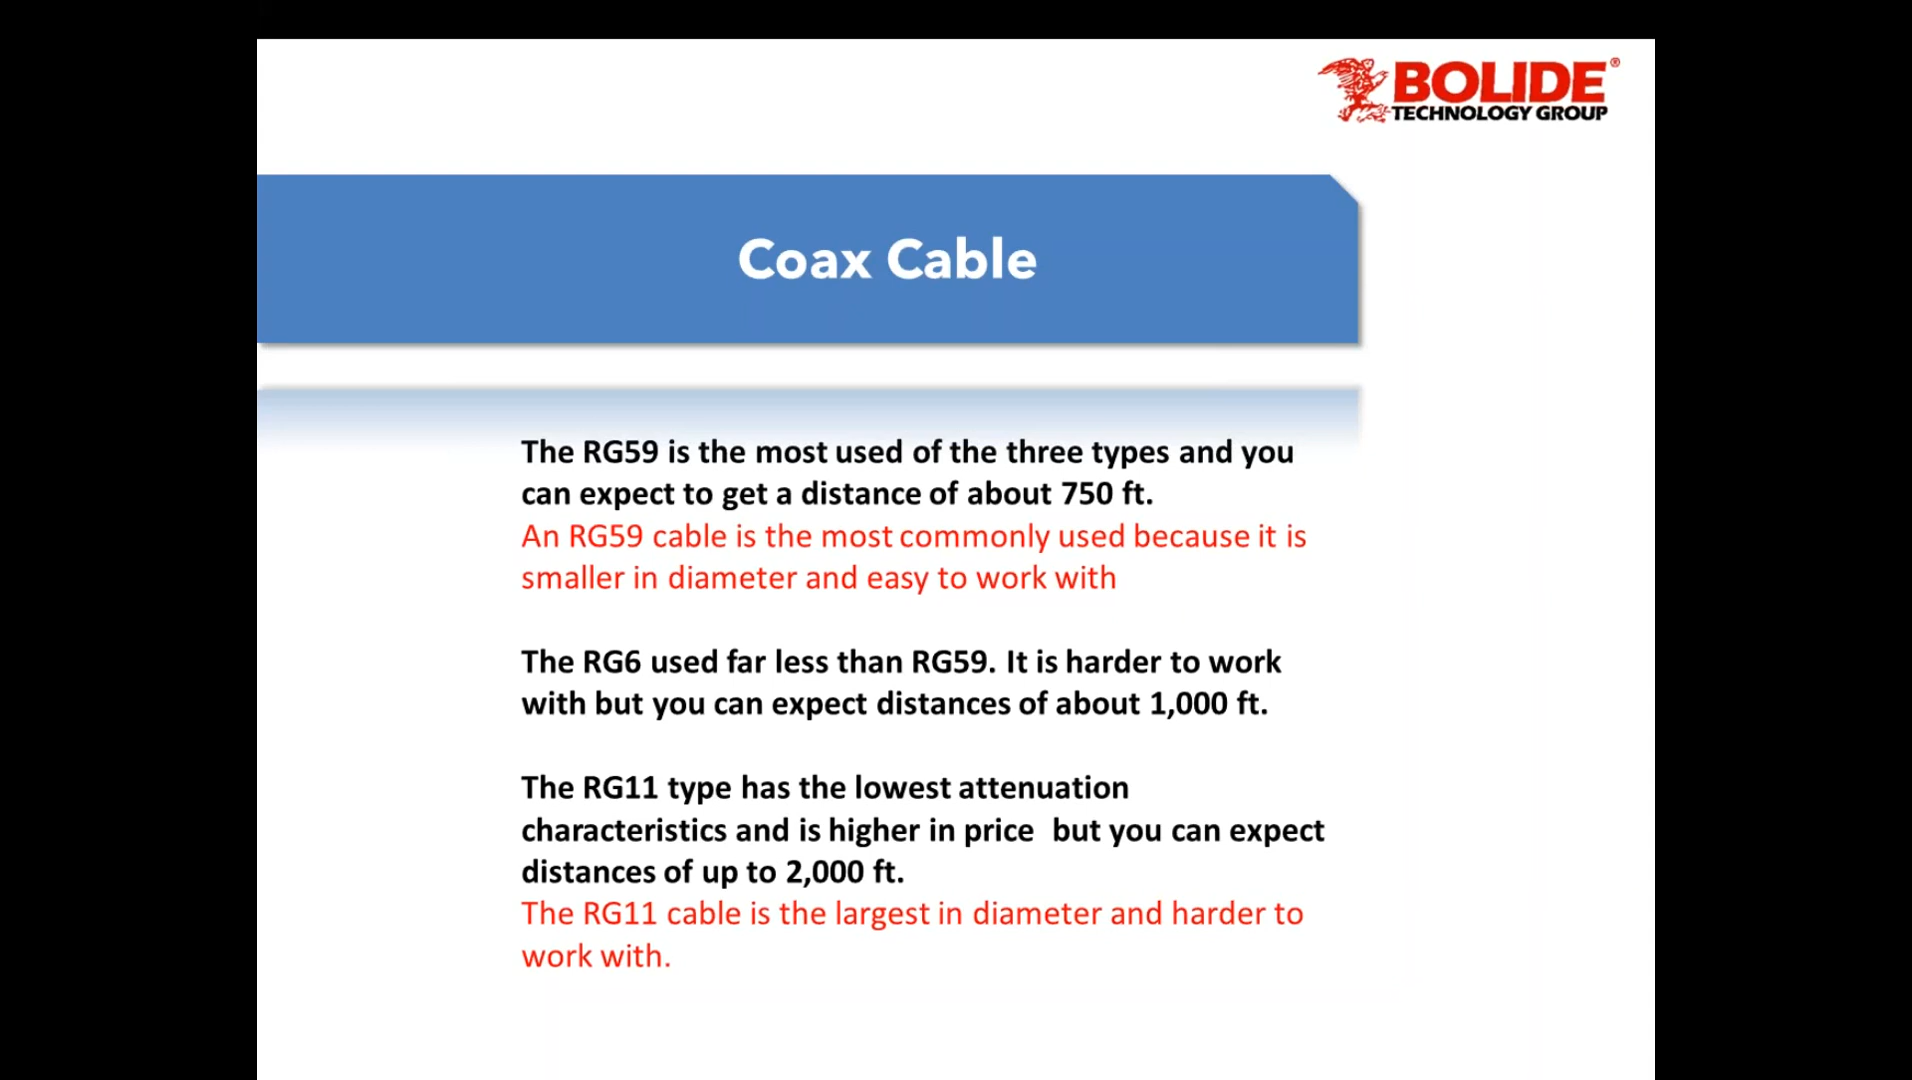 BOLIDE®
TECHNOLOGY GROUP
Coax Cable
The RG59 is the most used of the three types and you
can expect to get a distance of about 750 ft.
An RG59 cable is the most commonly used because it is
smaller in diameter and easy to work with
The RG6 used far less than RG59. It is harder to work
with but you can expect distances of about 1,000 ft.
The RG11 type has the lowest attenuation
characteristics and is higher in price  but you can expect
distances of up to 2,000 ft.
The RG11 cable is the largest in diameter and harder to
work with.